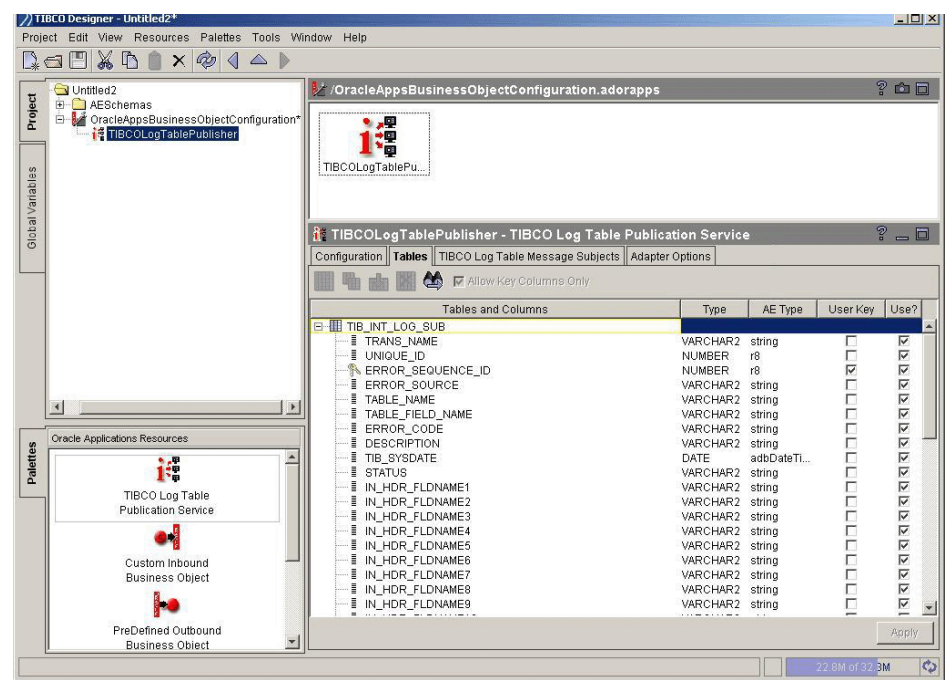 TIBCO Designer - Untitled2*
Project Edit View Resources Palettes Tools Window Help
Project
Global Variables
Untitled2
AESchemas
OracleAppsBusinessObjectConfiguration*
TIBCOLogTablePublisher
/OracleAppsBusinessObjectConfiguration.adorapps
TIBCOLogTablePu...
TIBCOLogTablePublisher - TIBCO Log Table Publication Service
Configuration Tables TIBCO Log Table Message Subjects Adapter Options
Allow Key Columns Only
Tables and Columns Type AE Type User Key Use?
TIB_INT_LOG_SUB
TRANS_NAME VARCHAR2 string
UNIQUE_ID NUMBER r8
ERROR_SEQUENCE_ID NUMBER r8
ERROR_SOURCE VARCHAR2 string
TABLE_NAME VARCHAR2 string
TABLE_FIELD_NAME VARCHAR2 string
ERROR_CODE VARCHAR2 string
DESCRIPTION VARCHAR2 string
TIB_SYSDATE DATE adbDateTi...
STATUS VARCHAR2 string
IN_HDR_FLDNAME1 VARCHAR2 string
IN_HDR_FLDNAME2 VARCHAR2 string
IN_HDR_FLDNAME3 VARCHAR2 string
IN_HDR_FLDNAME4 VARCHAR2 string
IN_HDR_FLDNAME5 VARCHAR2 string
IN_HDR_FLDNAME6 VARCHAR2 string
IN_HDR_FLDNAME7 VARCHAR2 string
IN_HDR_FLDNAME8 VARCHAR2 string
IN_HDR_FLDNAME9 VARCHAR2 string
Apply
Palettes
Oracle Applications Resources
TIBCO Log Table
Publication Service
Custom Inbound
Business Object
PreDefined Outbound
Business Object
22.8M of 32.3M